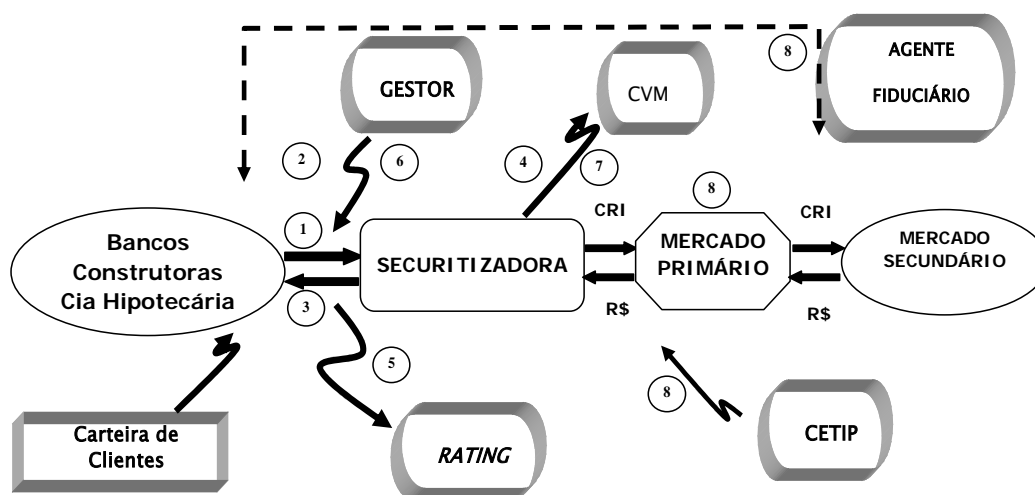 8
AGENTE
FIDUCIÁRIO
GESTOR
CVM
2
6
4
7
8
1
CRI
CRI
Bancos
Construtoras
Cia Hipotecária
SECURITIZADORA
MERCADO
PRIMÁRIO
MERCADO
SECUNDÁRIO
3
R$
R$
5
8
Carteira de
Clientes
RATING
CETIP